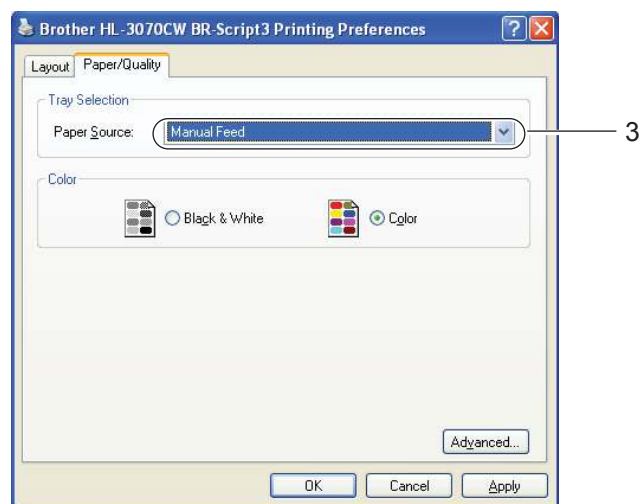 Brother HL-3070CW BR-Script3 Printing Preferences
Layout Paper/Quality
Tray Selection
Paper Source: Manual Feed 3
Color
Black & White Color
Advanced...
OK Cancel Apply